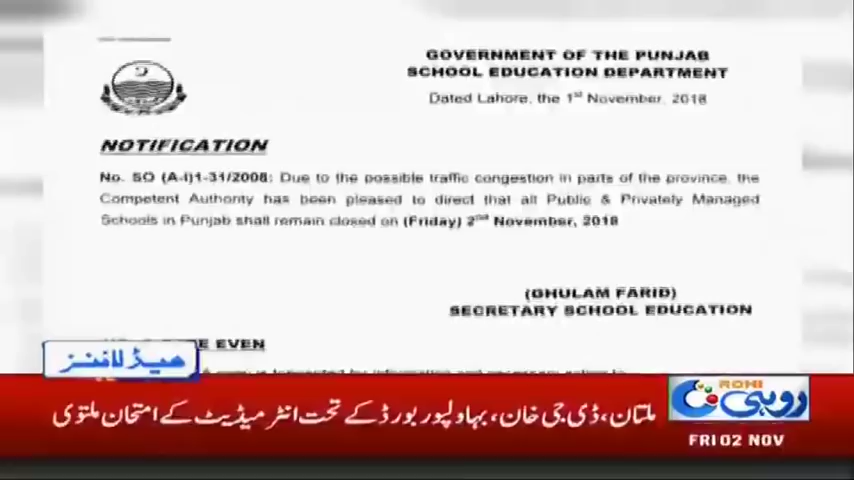 GOVERNMENT OF THE PUNJAB
SCHOOL EDUCATION DEPARTMENT
Dated Lahore, the 1st November, 2018
NOTIFICATION
No. SO (A-I)1-31/2008: Due to the possible traffic congestion in parts of the province, the
Competent Authority has been pleased to direct that all Public & Privately Managed
Schools in Punjab shall remain closed on (Friday) 2nd November, 2018
(GHULAM FARID)
SECRETARY SCHOOL EDUCATION
EVEN
ہیڈلائنز
ملتان، ڈی جی خان، بہاولپور بورڈ کے تحت انٹرمیڈیٹ کے امتحان ملتوی
ROHI
روہی
FRI 02 NOV